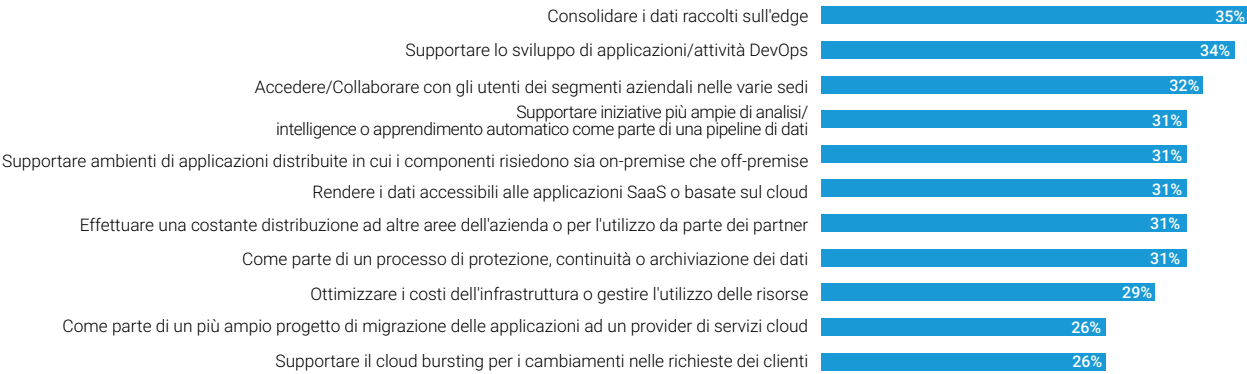 Consolidare i dati raccolti sull'edge 35%
Supportare lo sviluppo di applicazioni/attività DevOps 34%
Accedere/Collaborare con gli utenti dei segmenti aziendali nelle varie sedi 32%
Supportare iniziative più ampie di analisi/
intelligence o apprendimento automatico come parte di una pipeline di dati 31%
Supportare ambienti di applicazioni distribuite in cui i componenti risiedono sia on-premise che off-premise 31%
Rendere i dati accessibili alle applicazioni SaaS o basate sul cloud 31%
Effettuare una costante distribuzione ad altre aree dell'azienda o per l'utilizzo da parte dei partner 31%
Come parte di un processo di protezione, continuità o archiviazione dei dati 31%
Ottimizzare i costi dell'infrastruttura o gestire l'utilizzo delle risorse 29%
Come parte di un più ampio progetto di migrazione delle applicazioni ad un provider di servizi cloud 26%
Supportare il cloud bursting per i cambiamenti nelle richieste dei clienti 26%